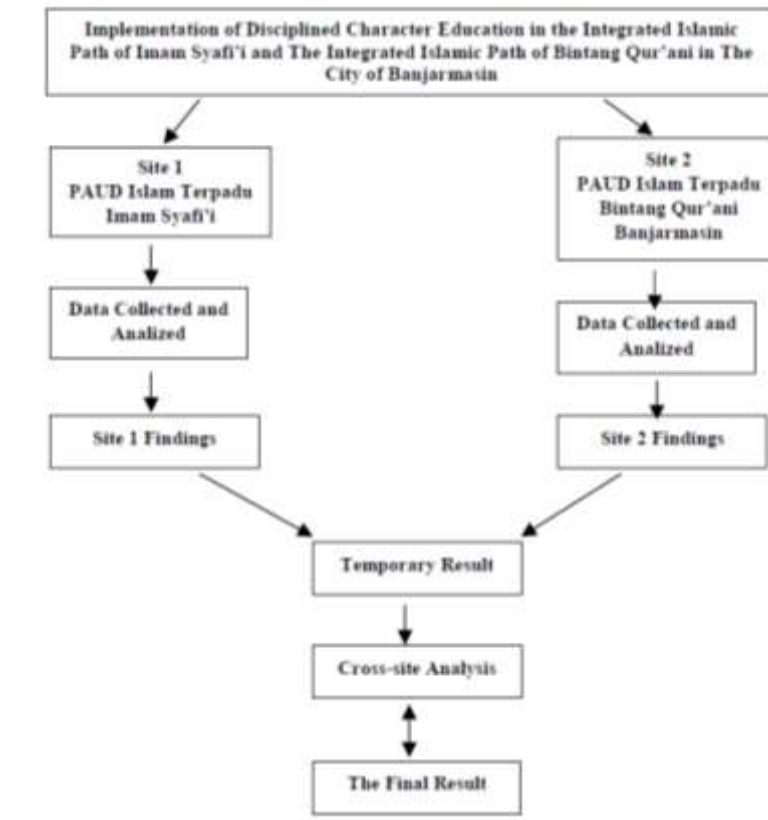 Implementation of Disciplined Character Education in the Integrated Islamic
Path of Imam Syafi'i and The Integrated Islamic Path of Bintang Qur'ani in The
City of Banjarmasin
Site 1
PAUD Islam Terpadu
Imam Syafi'i
Site 2
PAUD Islam Terpadu
Bintang Qur'ani
Banjarmasin
Data Collected and
Analized
Data Collected and
Analized
Site 1 Findings
Site 2 Findings
Temporary Result
Cross-site Analysis
The Final Result